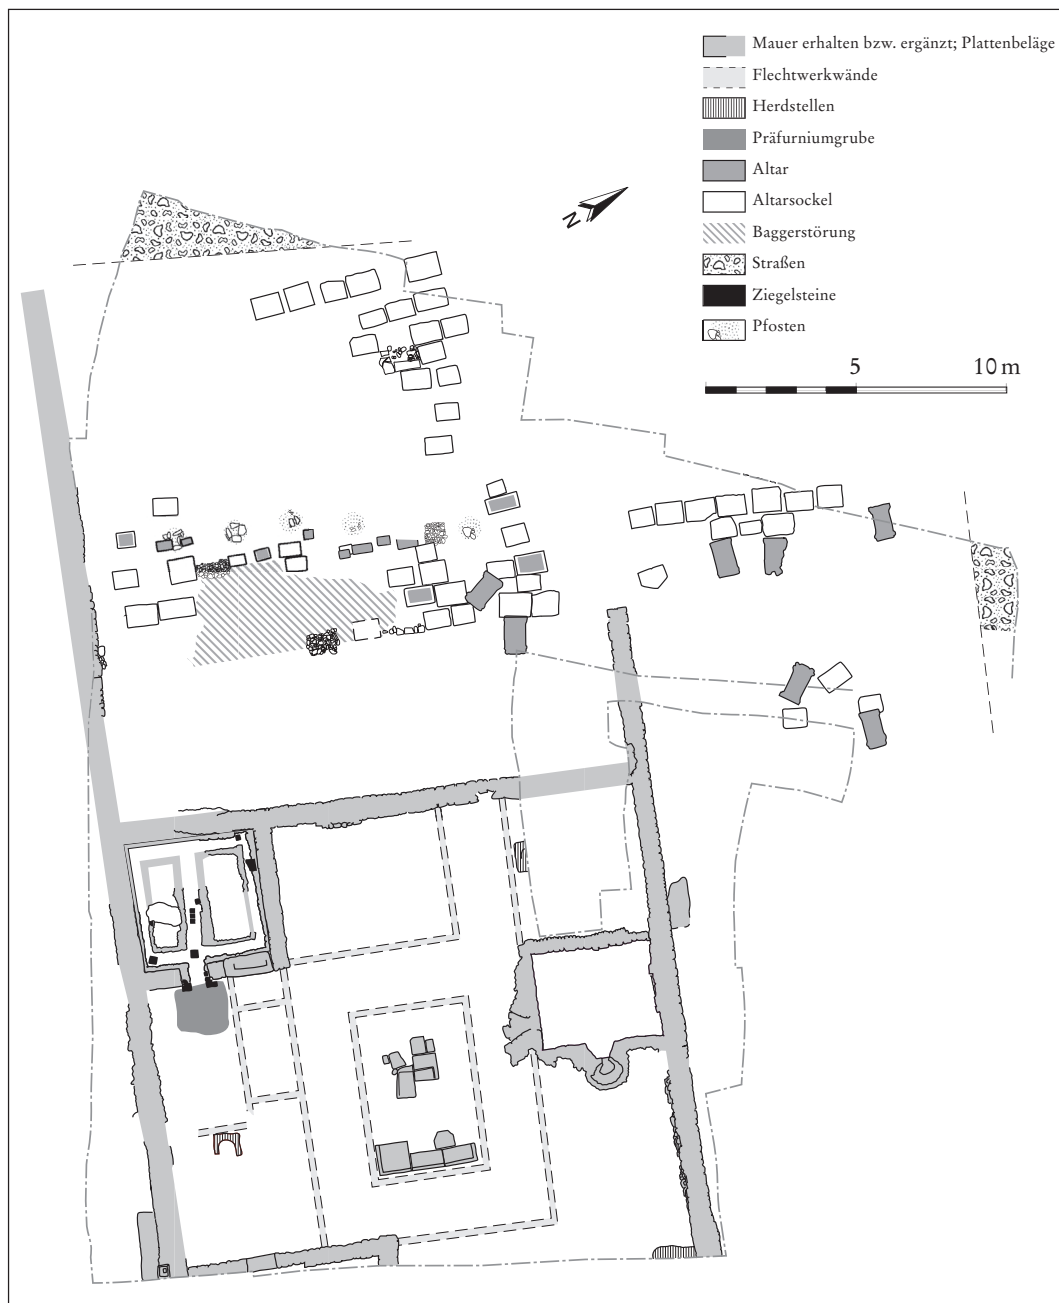 Mauer erhalten bzw. ergänzt; Plattenbeläge
Flechtwerkwände
Herdstellen
Präfurniumgrube
Altar
Altarsockel
Baggerstörung
Straßen
Ziegelsteine
Pfosten
N
5 10 m